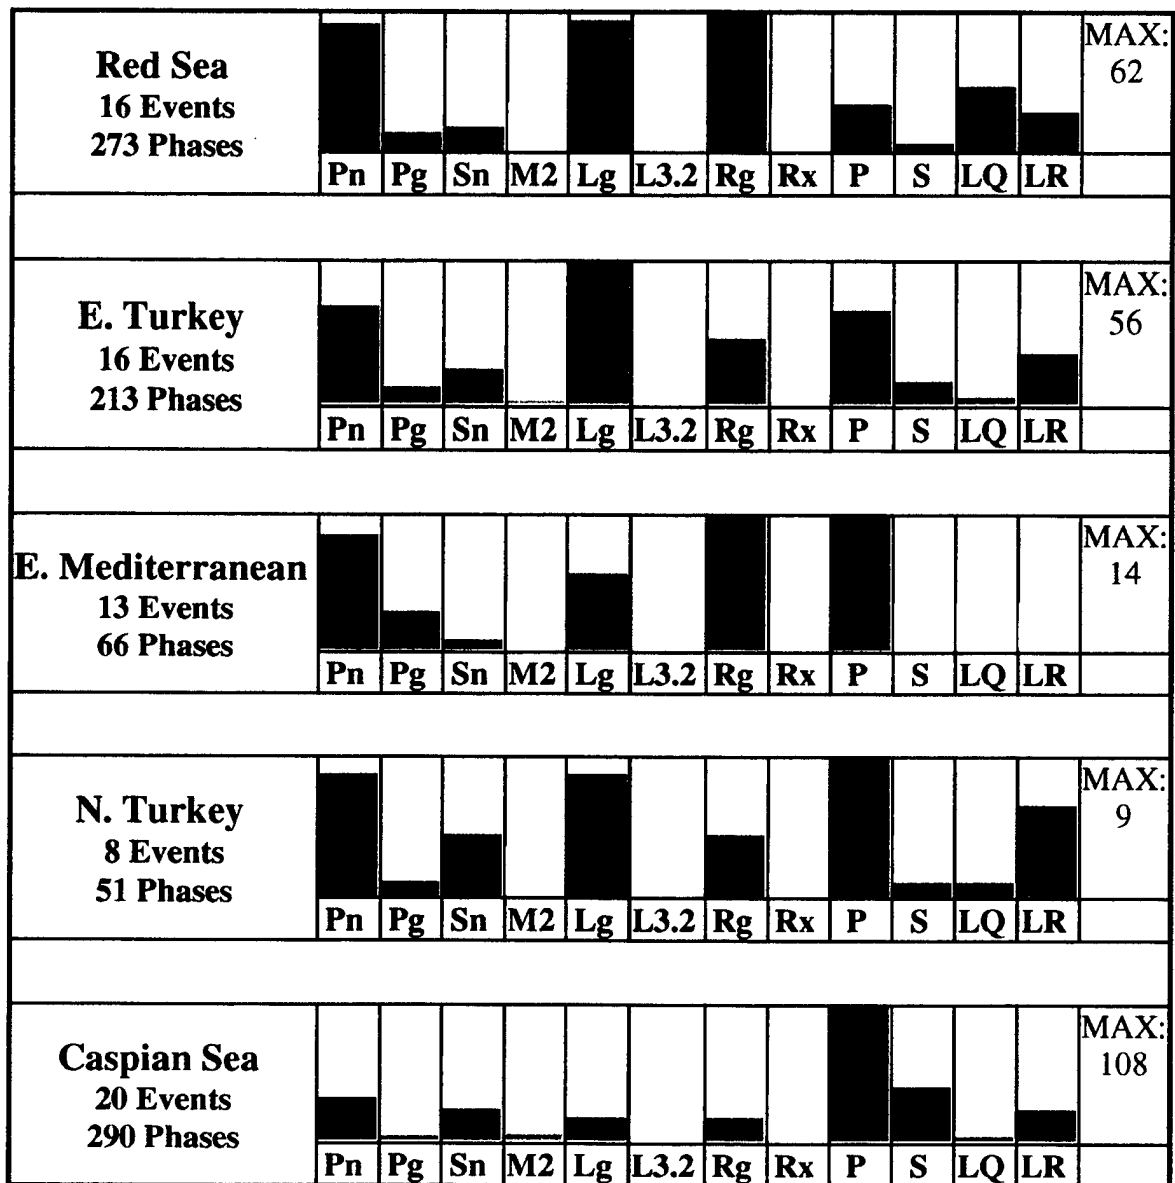 Red Sea
16 Events
273 Phases
MAX:
62
Pn Pg Sn M2 Lg L3.2 Rg Rx P S LQ LR
E. Turkey
16 Events
213 Phases
MAX:
56
Pn Pg Sn M2 Lg L3.2 Rg Rx P S LQ LR
E. Mediterranean
13 Events
66 Phases
MAX:
14
Pn Pg Sn M2 Lg L3.2 Rg Rx P S LQ LR
N. Turkey
8 Events
51 Phases
MAX:
9
Pn Pg Sn M2 Lg L3.2 Rg Rx P S LQ LR
Caspian Sea
20 Events
290 Phases
MAX:
108
Pn Pg Sn M2 Lg L3.2 Rg Rx P S LQ LR